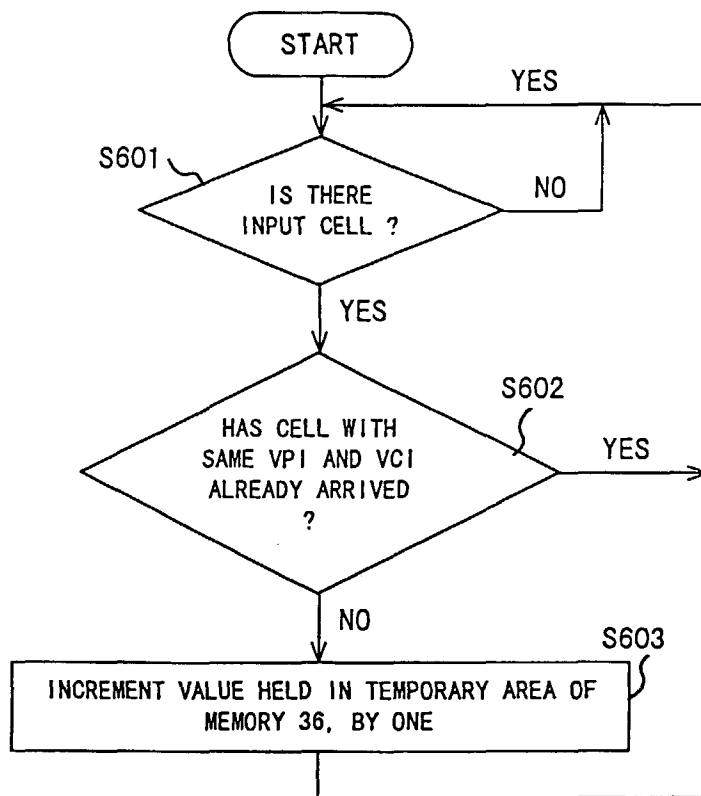 START
YES
S601
IS THERE
INPUT CELL ?
NO
YES
S602
HAS CELL WITH
SAME VPI AND VCI
ALREADY ARRIVED
?
YES
NO
S603
INCREMENT VALUE HELD IN TEMPORARY AREA OF
MEMORY 36, BY ONE